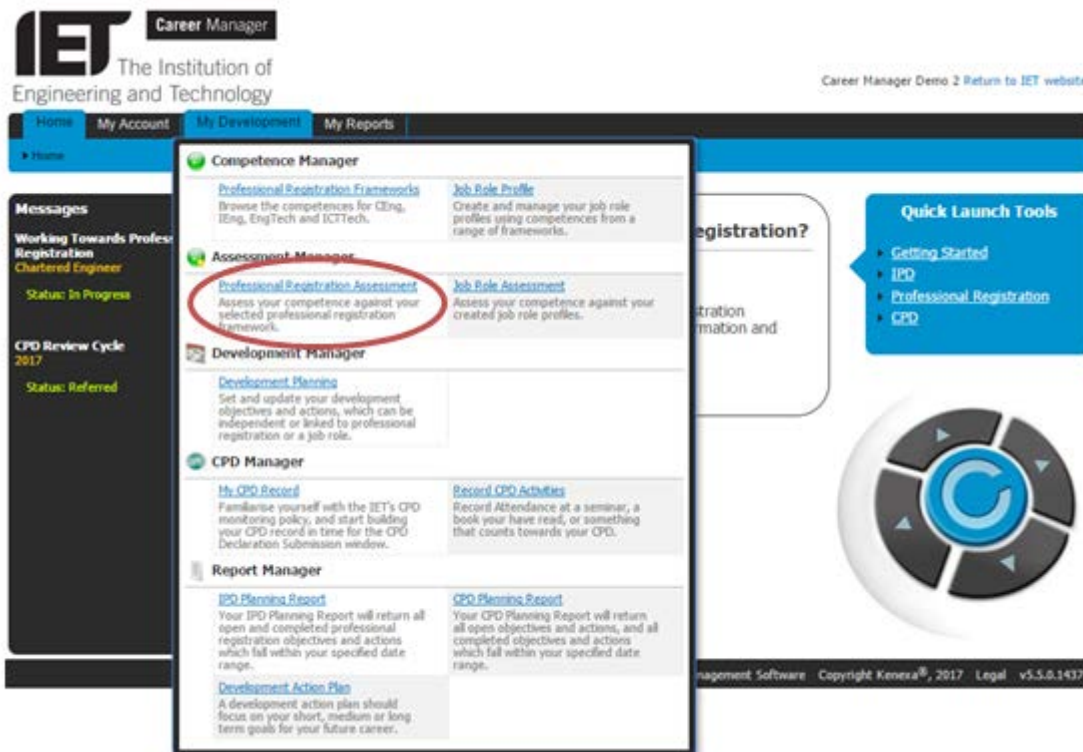 IET
Career Manager
The Institution of
Engineering and Technology
Career Manager Demo 2 Return to IET website
Home My Account My Development My Reports
Home
Messages
Working Towards Profess
Registration
Chartered Engineer
Status: In Progress
CPD Review Cycle
2017
Status: Referred
Competence Manager
Professional Registration Frameworks
Browse the competences for CEng,
IEng, EngTech and ICTTech.
Job Role Profile
Create and manage your job role
profiles using competences from a
range of frameworks.
Assessment Manager
Professional Registration Assessment
Assess your competence against your
selected professional registration
framework.
Job Role Assessment
Assess your competence against your
created job role profiles.
Development Manager
Development Planning
Set and update your development
objectives and actions, which can be
independent or linked to professional
registration or a job role.
CPD Manager
My CPD Record
Familiarise yourself with the IET's CPD
monitoring policy, and start building
your CPD record in time for the CPD
Declaration Submission window.
Record CPD Activities
Record Attendance at a seminar, a
book your have read, or something
that counts towards your CPD.
Report Manager
IPD Planning Report
Your IPD Planning Report will return all
open and completed professional
registration objectives and actions
which fall within your specified date
range.
CPD Planning Report
Your CPD Planning Report will return
all open objectives and actions, and all
completed objectives and actions
which fall within your specified date
range.
Development Action Plan
A development action plan should
focus on your short, medium or long
term goals for your future career.
egistration?
stration
rmation and
Quick Launch Tools
Getting Started
IPD
Professional Registration
CPD
nagement Software Copyright Kenexa®, 2017 Legal v5.5.0.1437